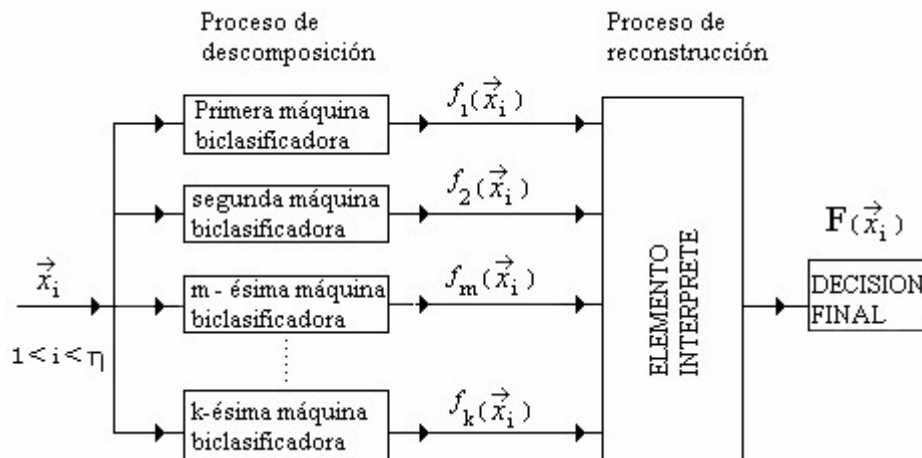 Proceso de
descomposición
Proceso de
reconstrucción
Primera máquina
biclasificadora
f₁(x⃗ᵢ)
segunda máquina
biclasificadora
f₂(x⃗ᵢ)
F(x⃗ᵢ)
x⃗ᵢ
m - ésima máquina
biclasificadora
fₘ(x⃗ᵢ)
ELEMENTO
INTERPRETE
DECISION
FINAL
1<i<η
k-ésima máquina
biclasificadora
fₖ(x⃗ᵢ)